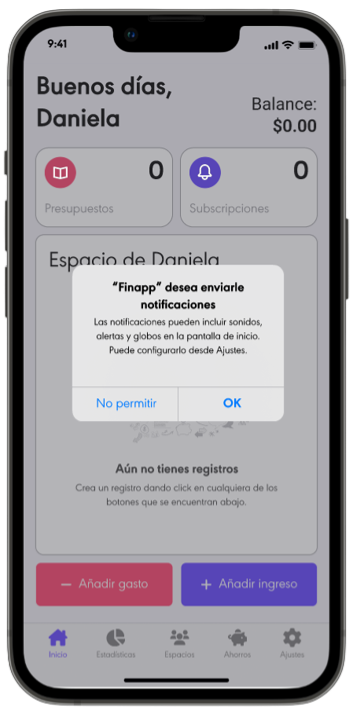 9:41
Buenos días,
Daniela
Balance:
$0.00
0
Presupuestos
0
Subscripciones
Espacio de Daniela
“Finapp” desea enviarle
notificaciones
Las notificaciones pueden incluir sonidos,
alertas y globos en la pantalla de inicio.
Puede configurarlo desde Ajustes.
No permitir
OK
Aún no tienes registros
Crea un registro dando click en cualquiera de los
botones que se encuentran abajo.
− Añadir gasto
+ Añadir ingreso
Inicio
Estadísticas
Espacios
Ahorros
Ajustes